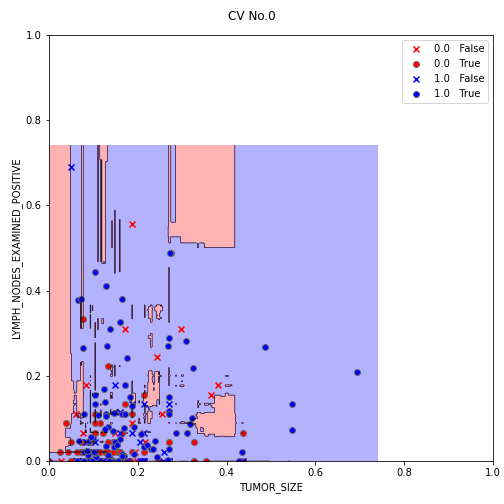 CV No.0
1.0
0.8
0.6
0.4
0.2
0.0
LYMPH_NODES_EXAMINED_POSITIVE
0.0 False
0.0 True
1.0 False
1.0 True
0.0 0.2 0.4 0.6 0.8 1.0
TUMOR_SIZE